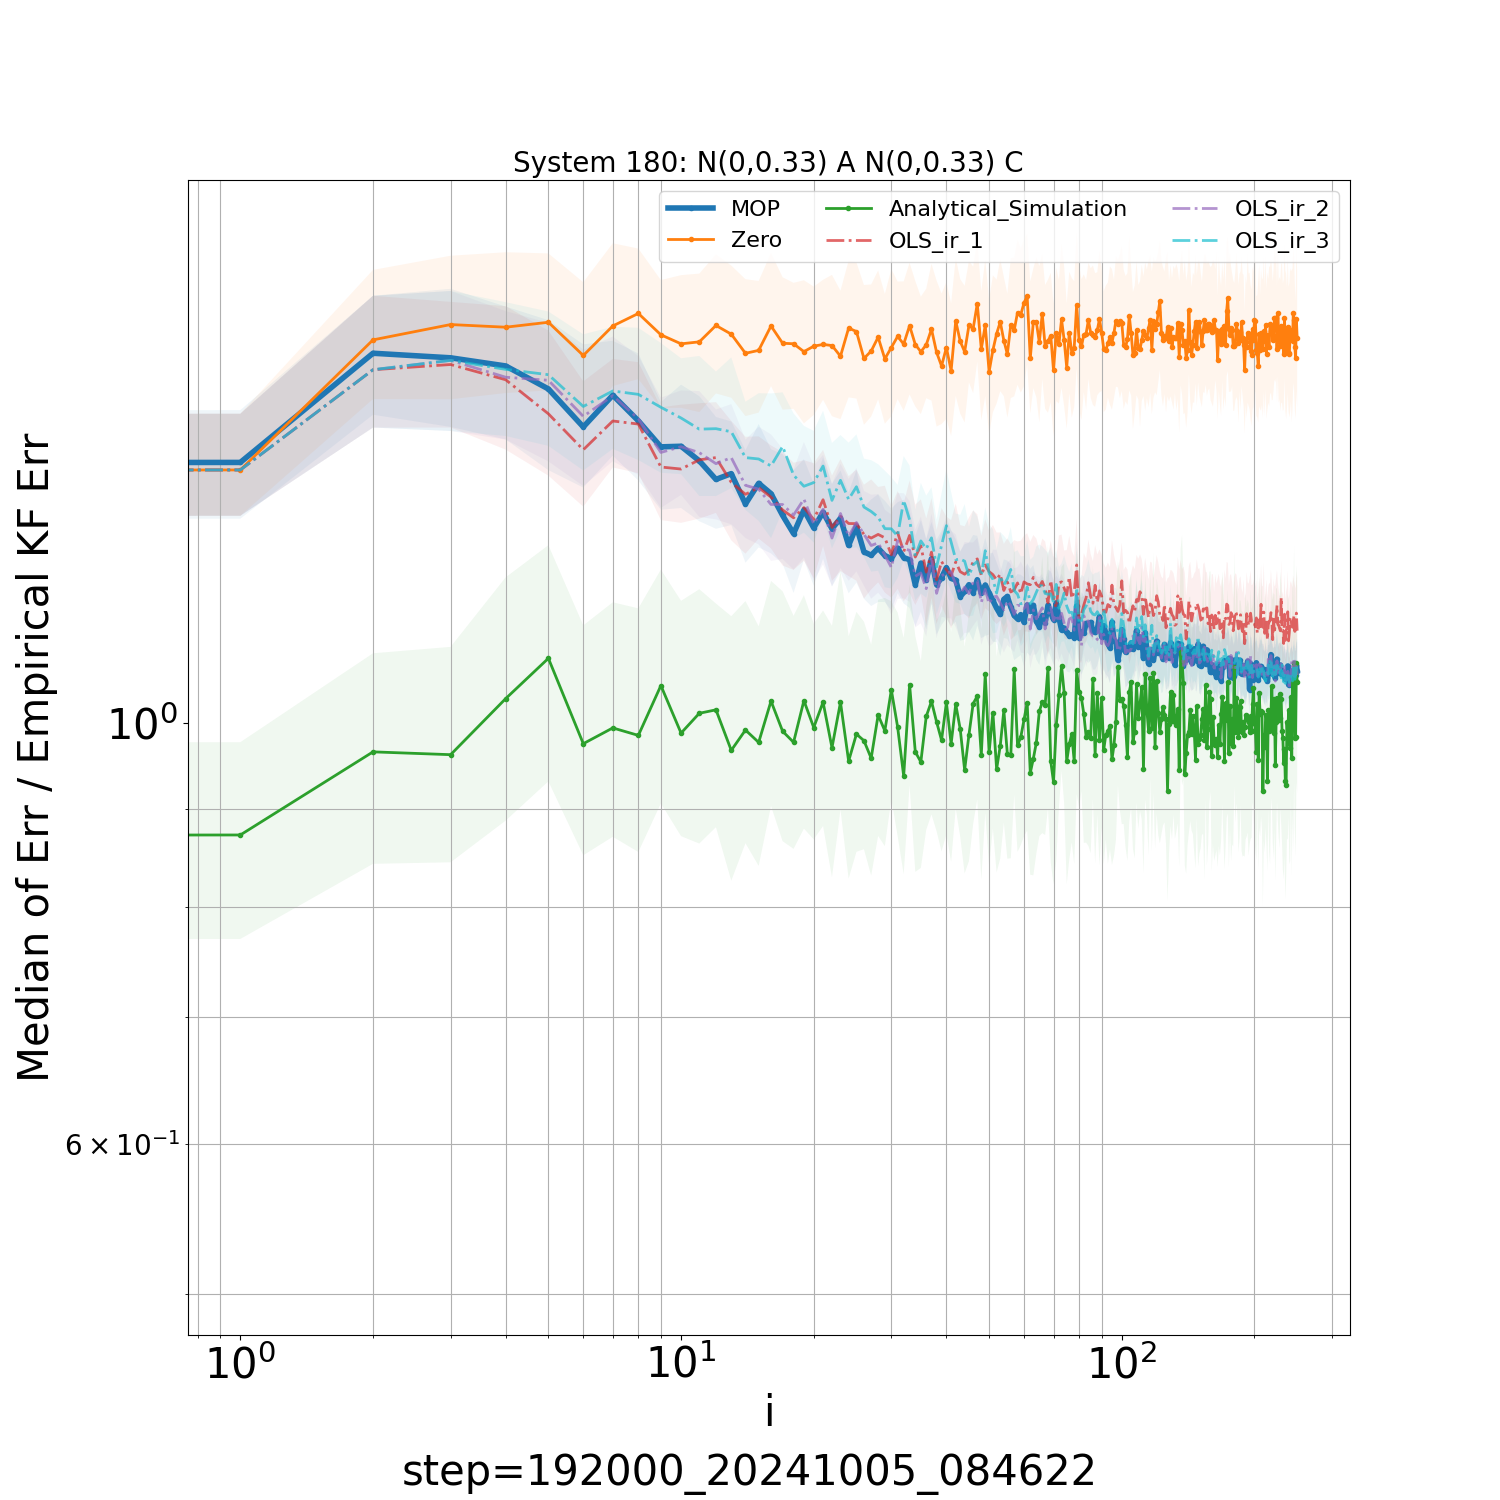 System 180: N(0,0.33) A N(0,0.33) C
MOP
Zero
Analytical_Simulation
OLS_ir_1
OLS_ir_2
OLS_ir_3
Median of Err / Empirical KF Err
10⁰
6 × 10⁻¹
10⁰ 10¹ 10²
i
step=192000_20241005_084622